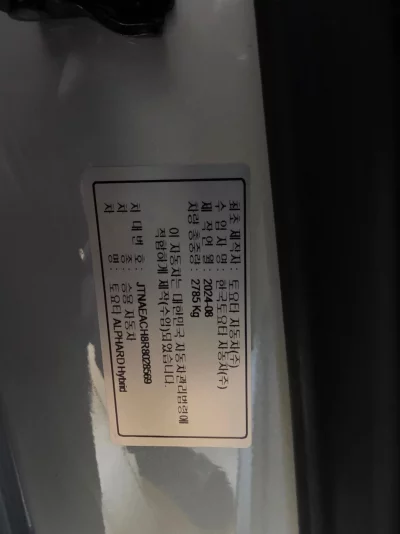 최초 제작자 : 도요타 자동차(주)
수 입 자 명 : 한국도요타 자동차(주)
제 작 연 월 : 2024-08
차량 총중량 : 2785 Kg
이 자동차는 대한민국 자동차관리법령에
적합하게 제작(수입)되었습니다.
차 대 번 호 : JTNAEACH8R8028569
차 종 : 승용 자동차
차 명 : 도요타 ALPHARD Hybrid